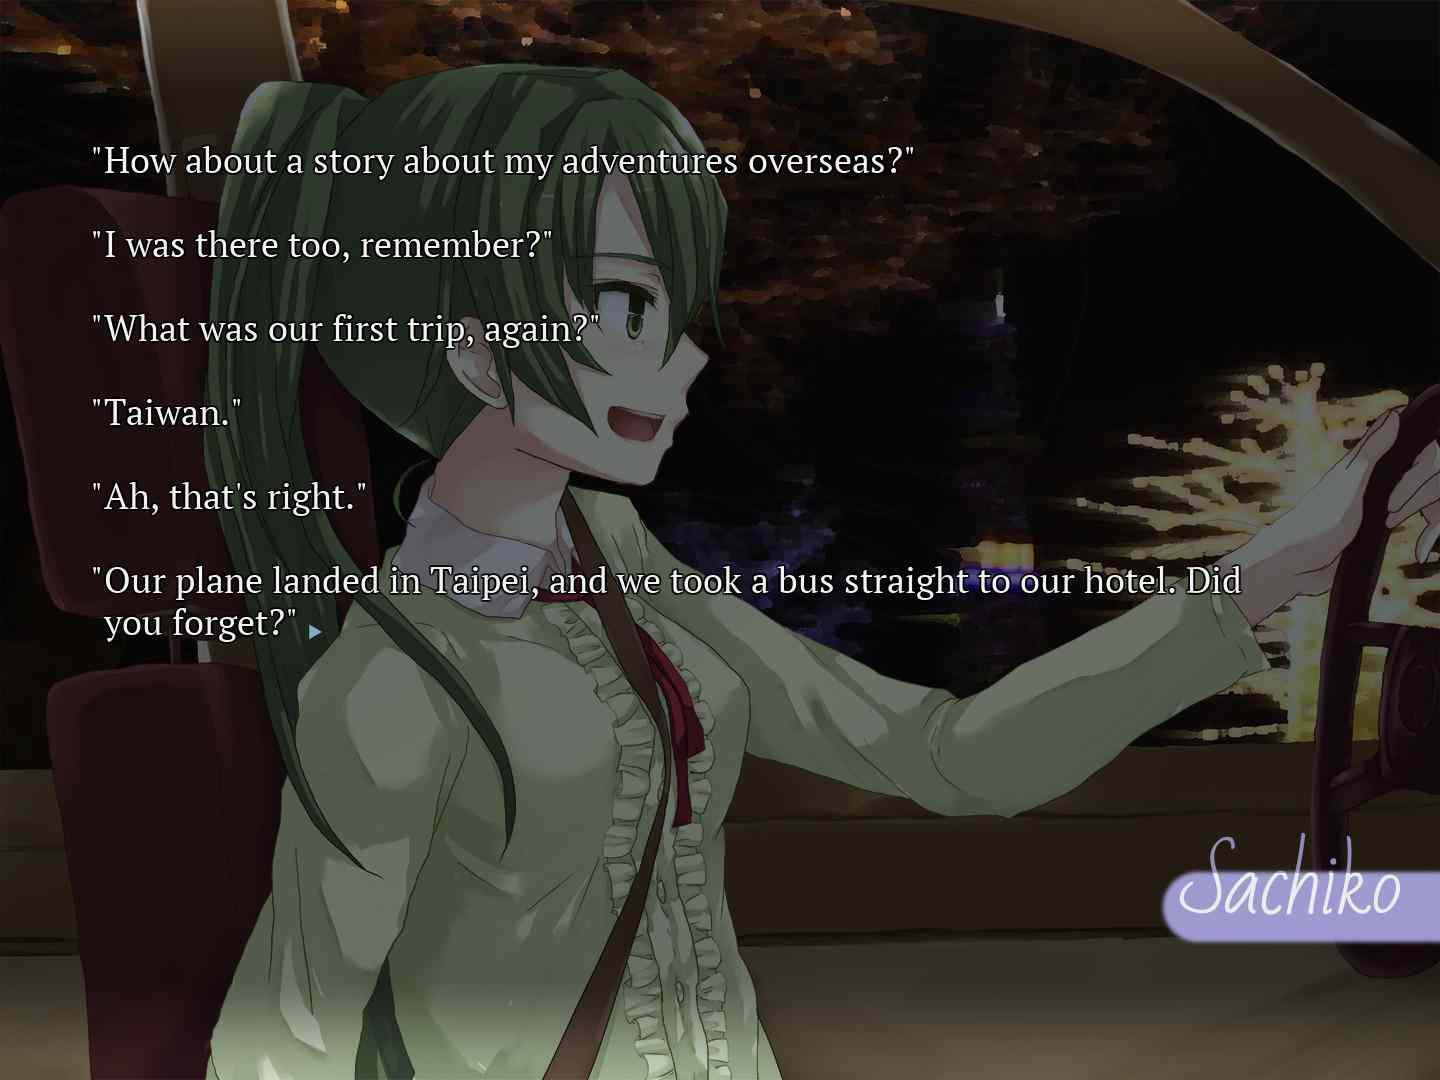 "How about a story about my adventures overseas?"
"I was there too, remember?"
"What was our first trip, again?"
"Taiwan."
"Ah, that's right."
"Our plane landed in Taipei, and we took a bus straight to our hotel. Did
you forget?"
Sachiko